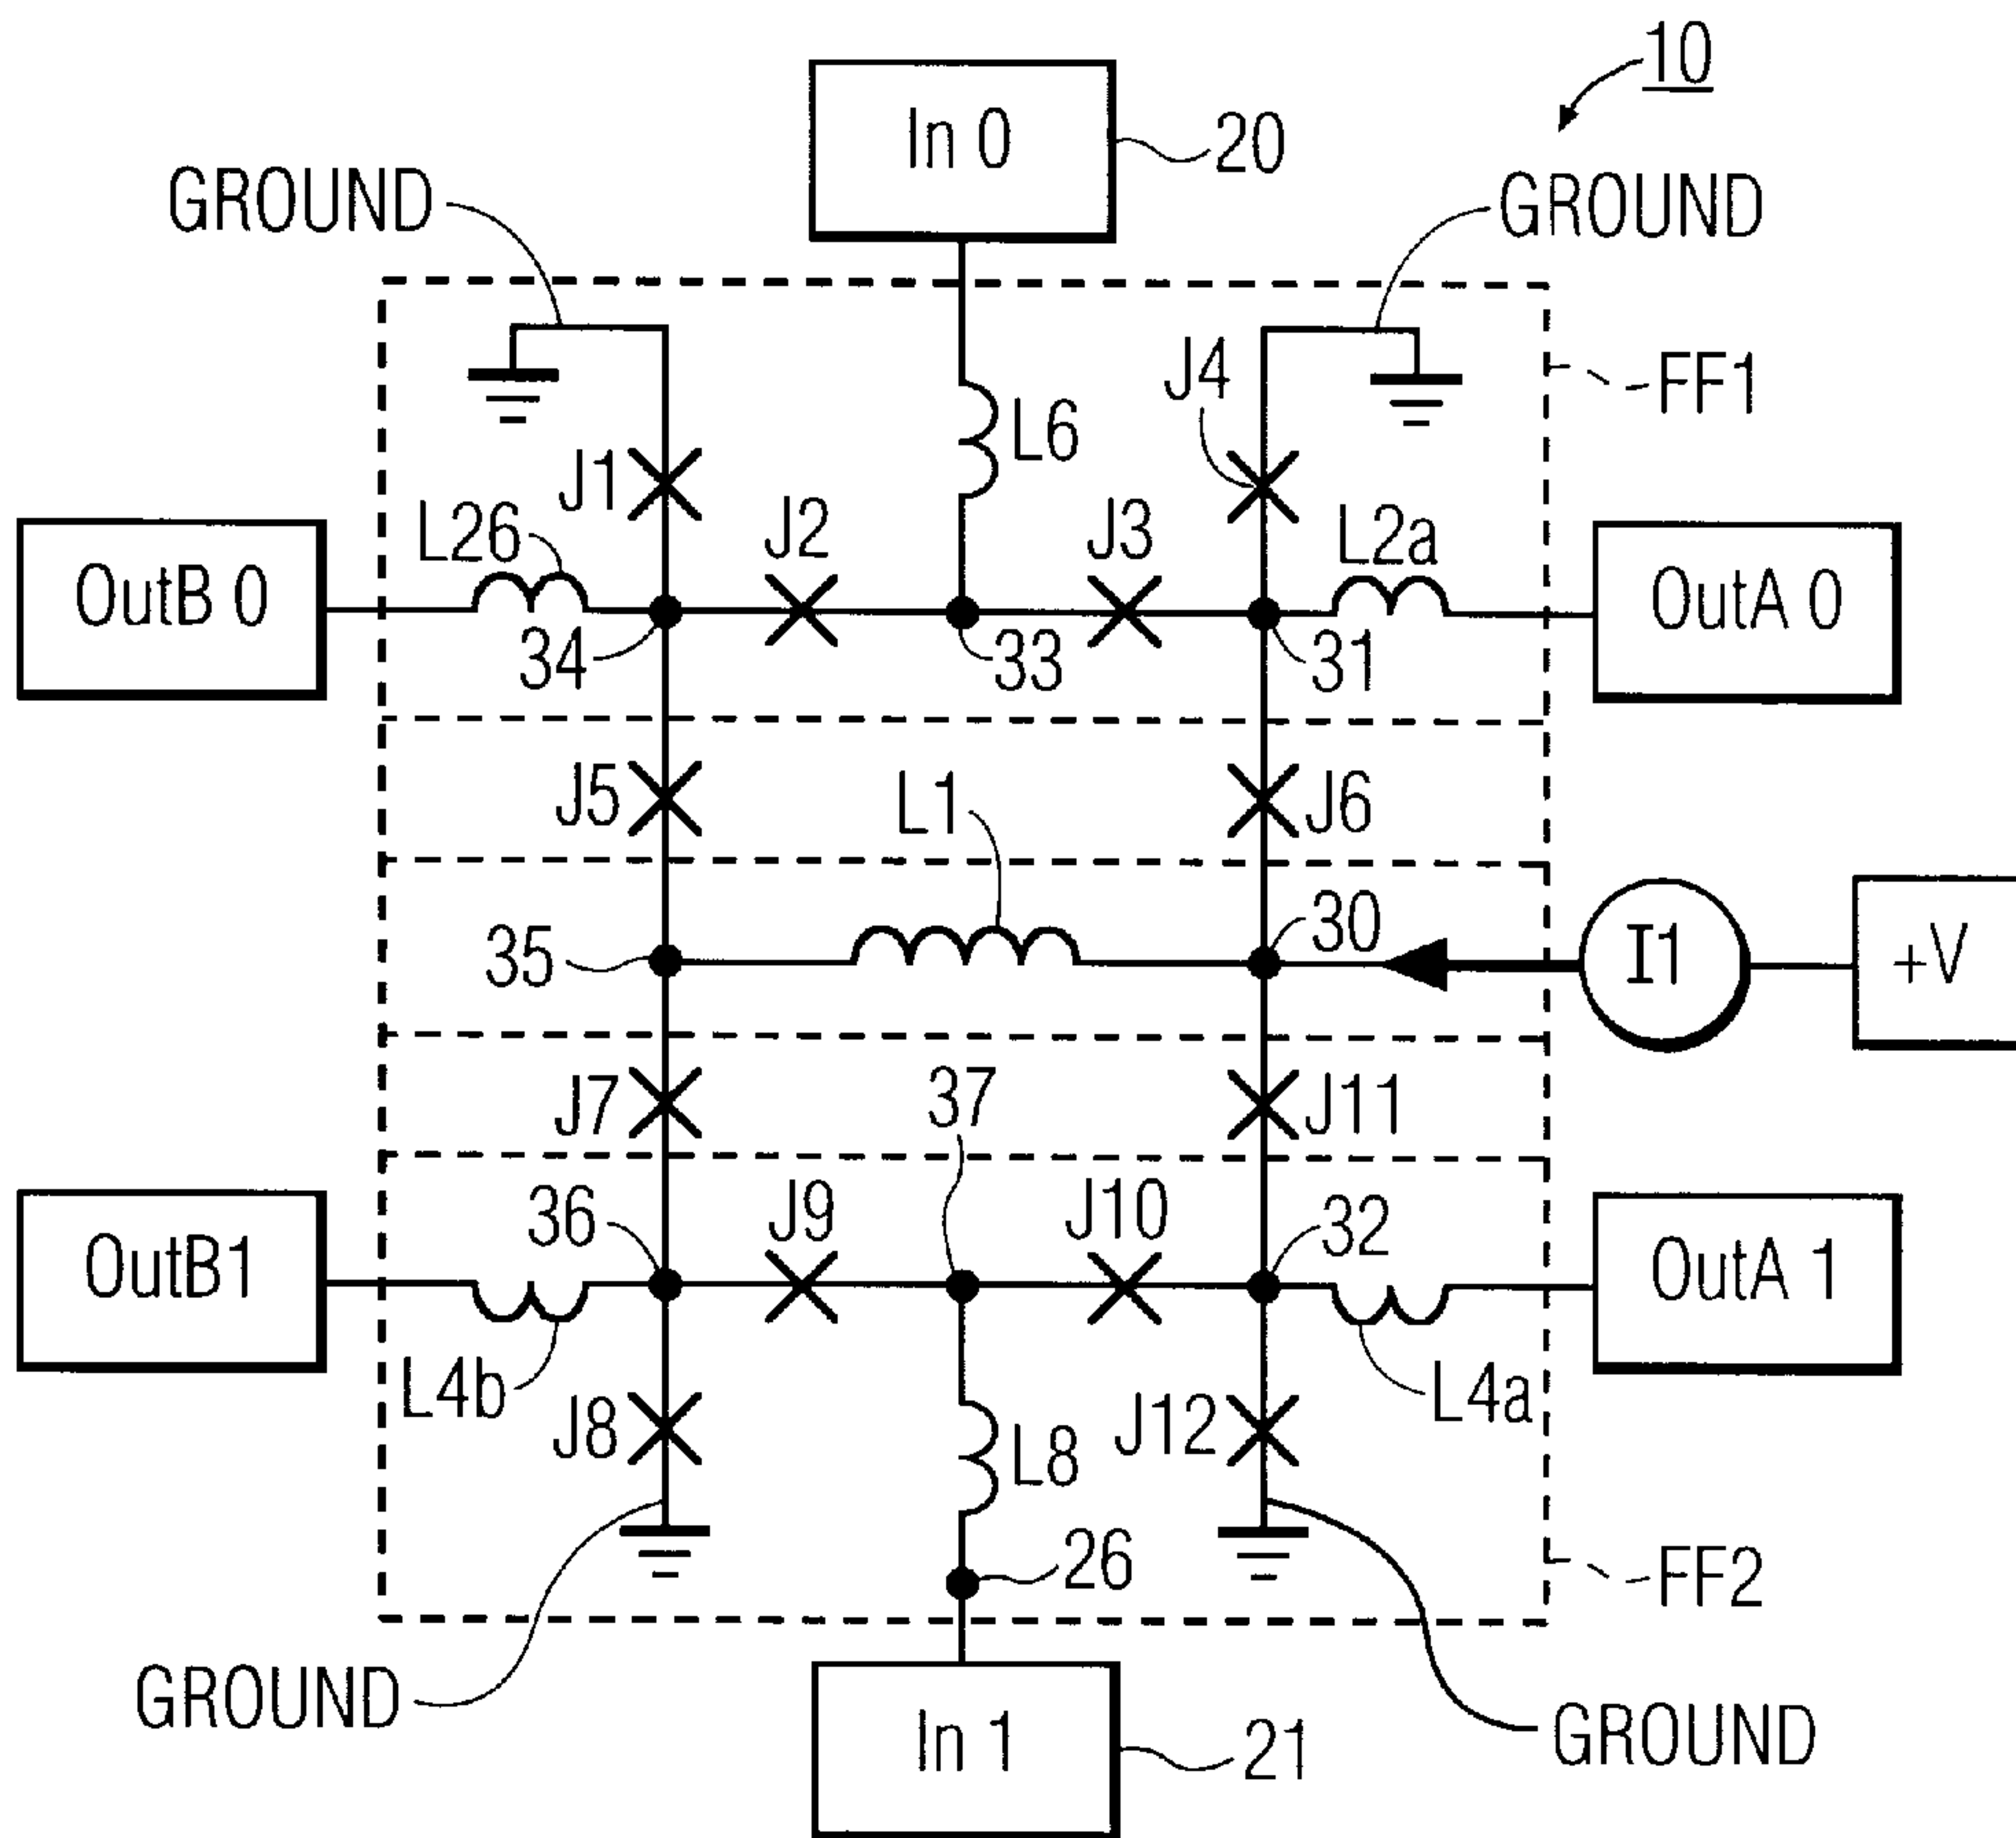 10
In 0
20
GROUND
GROUND
J4
FF1
L6
J1
L26
J2
J3
L2a
OutB 0
OutA 0
34
33
31
J5
L1
J6
35
30
I1
+V
J7
37
J11
36
J9
J10
32
OutB1
OutA 1
L4b
J8
L8
J12
L4a
26
FF2
GROUND
In 1
21
GROUND